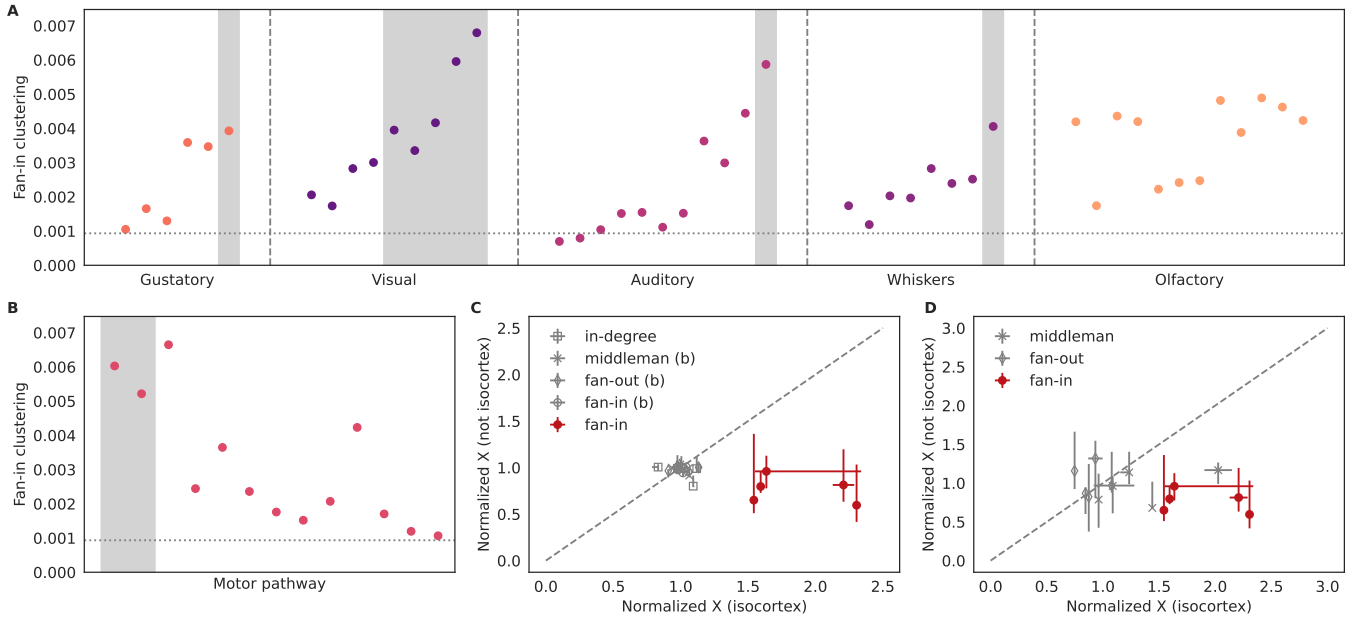 A
Fan-in clustering
0.007
0.006
0.005
0.004
0.003
0.002
0.001
0.000
Gustatory
Visual
Auditory
Whiskers
Olfactory
B
Fan-in clustering
0.007
0.006
0.005
0.004
0.003
0.002
0.001
0.000
Motor pathway
C
Normalized X (not isocortex)
2.5
2.0
1.5
1.0
0.5
0.0
in-degree
middleman (b)
fan-out (b)
fan-in (b)
fan-in
0.0 0.5 1.0 1.5 2.0 2.5
Normalized X (isocortex)
D
Normalized X (not isocortex)
3.0
2.5
2.0
1.5
1.0
0.5
0.0
middleman
fan-out
fan-in
0.0 0.5 1.0 1.5 2.0 2.5 3.0
Normalized X (isocortex)